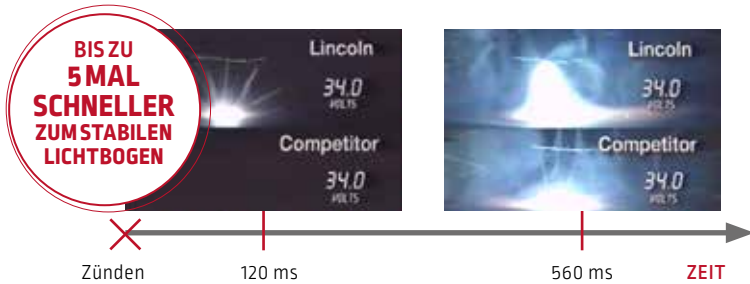 BIS ZU
5 MAL
SCHNELLER
ZUM STABILEN
LICHTBOGEN
Lincoln
34.0
VOLTS
Competitor
34.0
VOLTS
Lincoln
34.0
VOLTS
Competitor
34.0
VOLTS
Zünden
120 ms
560 ms
ZEIT